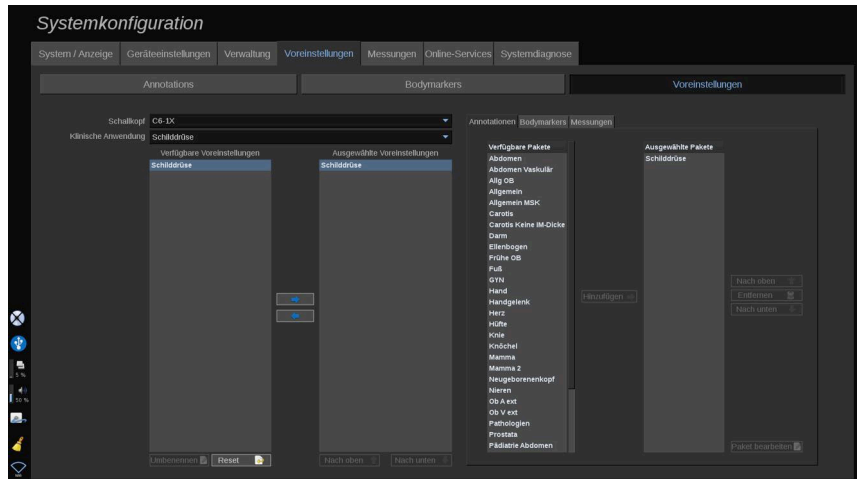 Systemkonfiguration
System / Anzeige Geräteeinstellungen Verwaltung Voreinstellungen Messungen Online-Services Systemdiagnose
Annotations Bodymarkers Voreinstellungen
Schallkopf C6-1X
Klinische Anwendung Schilddrüse
Verfügbare Voreinstellungen
Schilddrüse
Ausgewählte Voreinstellungen
Schilddrüse
Umbenennen Reset
Nach oben Nach unten
Annotationen Bodymarkers Messungen
Verfügbare Pakete
Abdomen
Abdomen Vaskulär
Allg OB
Allgemein
Allgemein MSK
Carotis
Carotis Keine IM-Dicke
Darm
Ellenbogen
Frühe OB
Fuß
GYN
Hand
Handgelenk
Herz
Hüfte
Knie
Knöchel
Mamma
Mamma 2
Neugeborenenkopf
Nieren
Ob A ext
Ob V ext
Pathologien
Prostata
Pädiatrie Abdomen
Hinzufügen
Ausgewählte Pakete
Schilddrüse
Nach oben
Entfernen
Nach unten
Paket bearbeiten
5 %
50 %